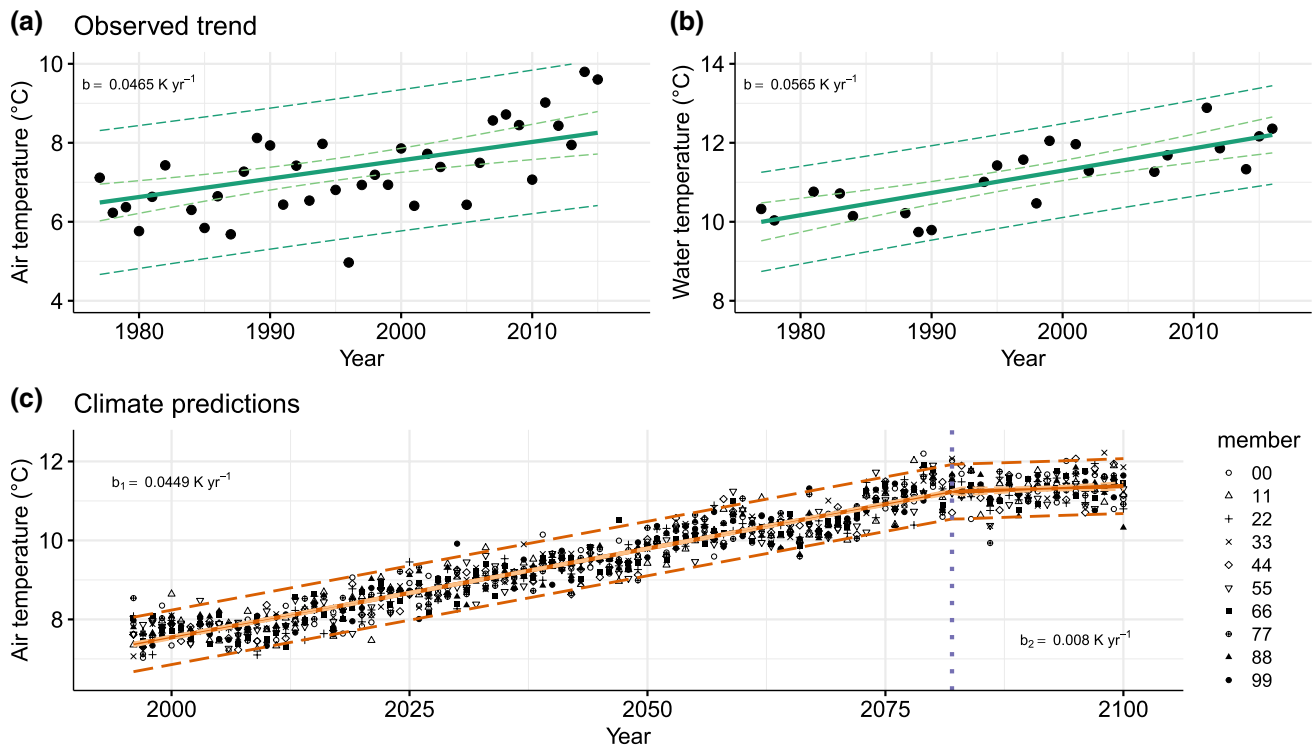 (a) Observed trend
Air temperature (°C)
10
8
6
4
b = 0.0465 K yr⁻¹
1980 1990 2000 2010
Year
(b)
Water temperature (°C)
14
12
10
8
b = 0.0565 K yr⁻¹
1980 1990 2000 2010
Year
(c) Climate predictions
Air temperature (°C)
12
10
8
b₁ = 0.0449 K yr⁻¹
b₂ = 0.008 K yr⁻¹
2000 2025 2050 2075 2100
Year
member
00
11
22
33
44
55
66
77
88
99